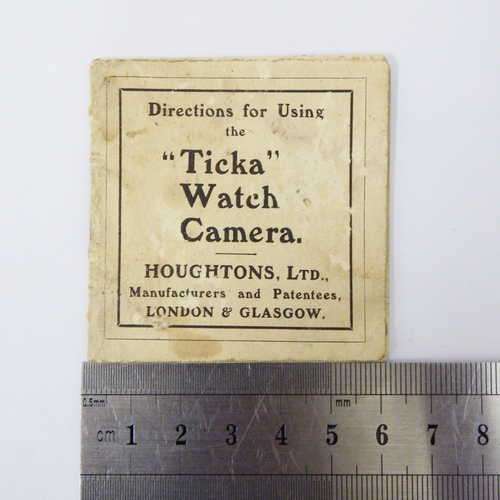 Directions for Using
the
"Ticka"
Watch
Camera.
HOUGHTONS, LTD.,
Manufacturers and Patentees,
LONDON & GLASGOW.
0.5mm
mm
cm 1 2 3 4 5 6 7 8